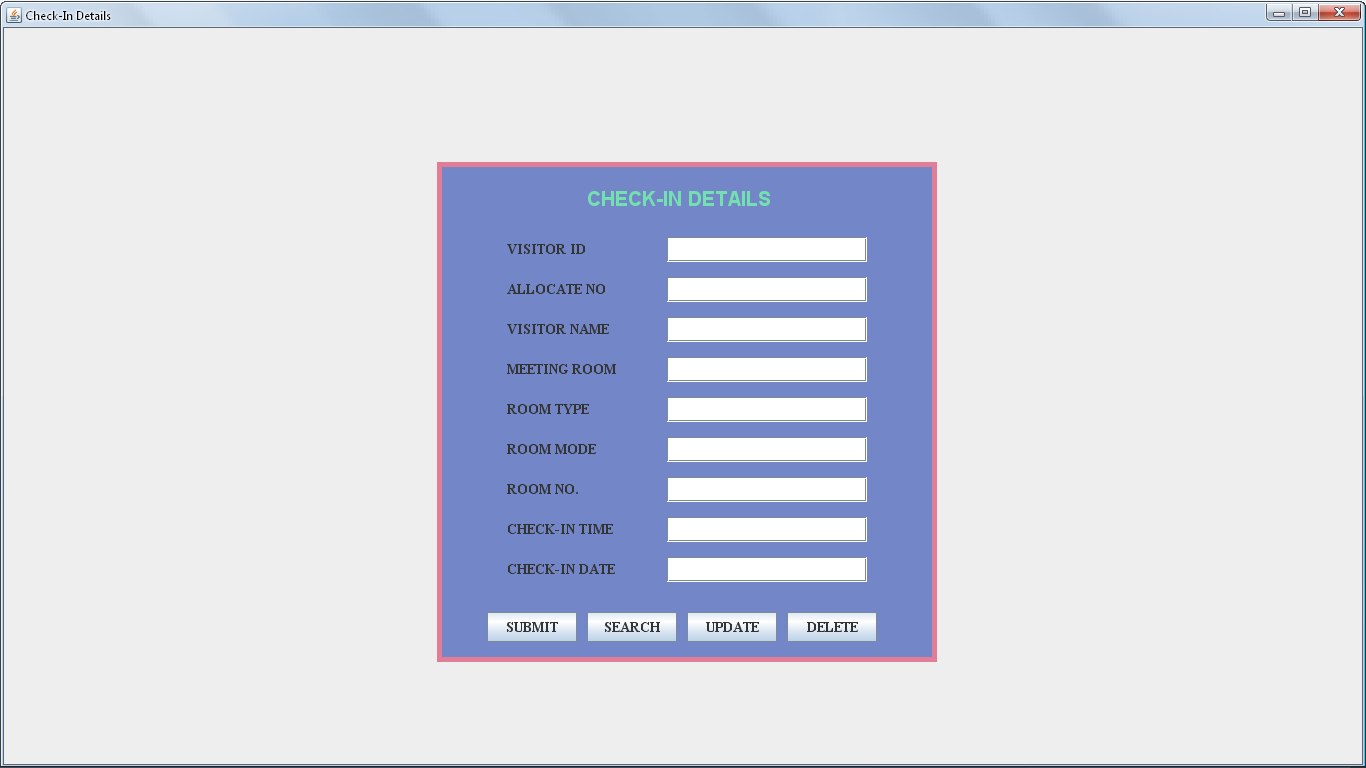 Check-In Details
CHECK-IN DETAILS
VISITOR ID
ALLOCATE NO
VISITOR NAME
MEETING ROOM
ROOM TYPE
ROOM MODE
ROOM NO.
CHECK-IN TIME
CHECK-IN DATE
SUBMIT SEARCH UPDATE DELETE